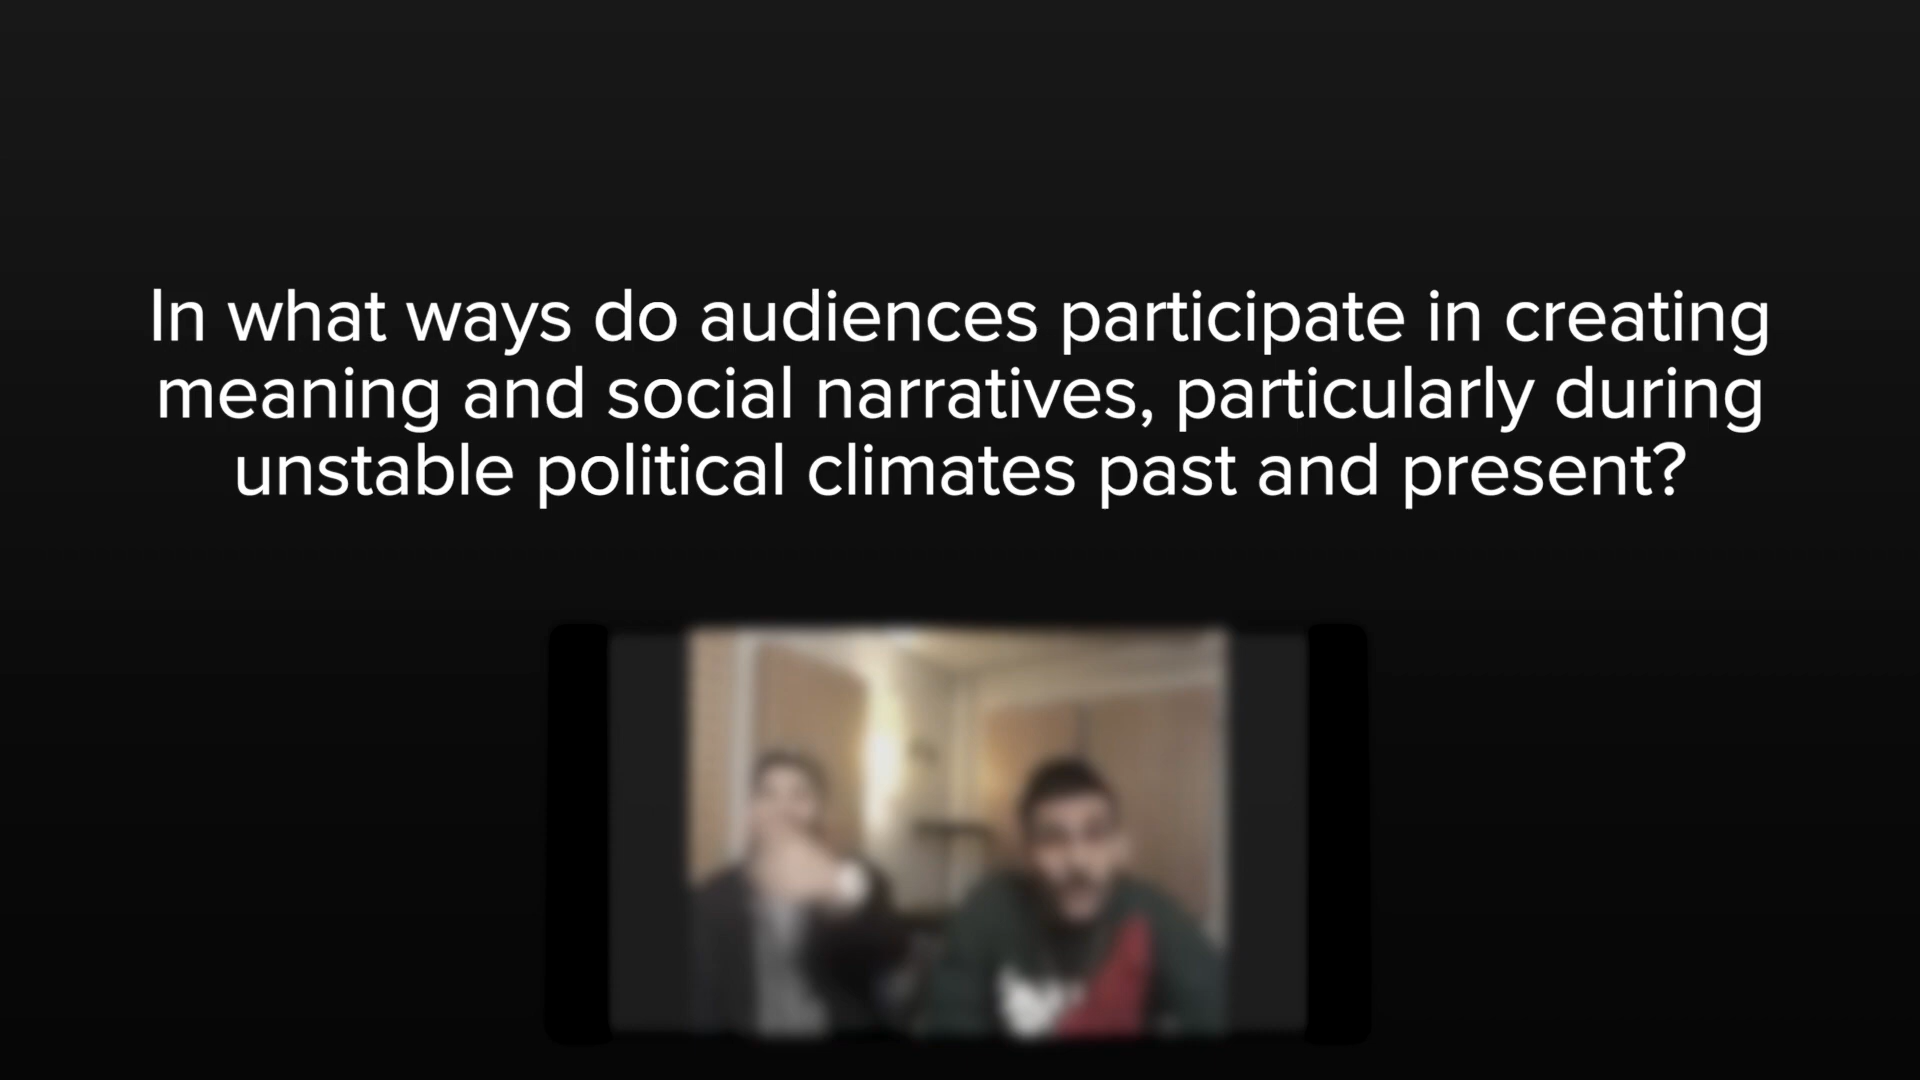 In what ways do audiences participate in creating
meaning and social narratives, particularly during
unstable political climates past and present?